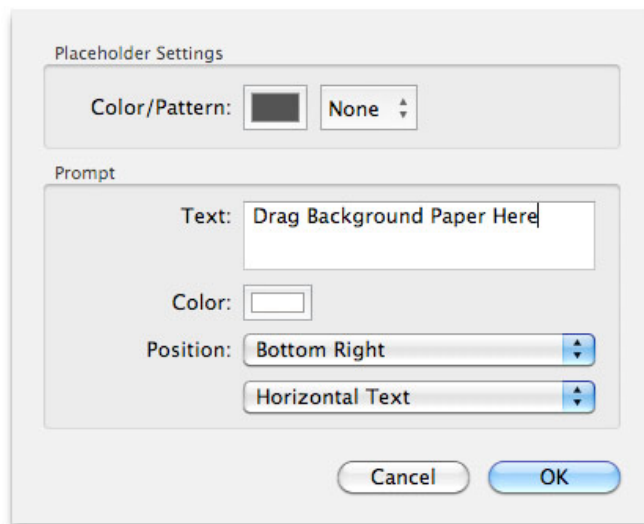 Placeholder Settings
Color/Pattern: None
Prompt
Text: Drag Background Paper Here
Color:
Position: Bottom Right
Horizontal Text
Cancel OK